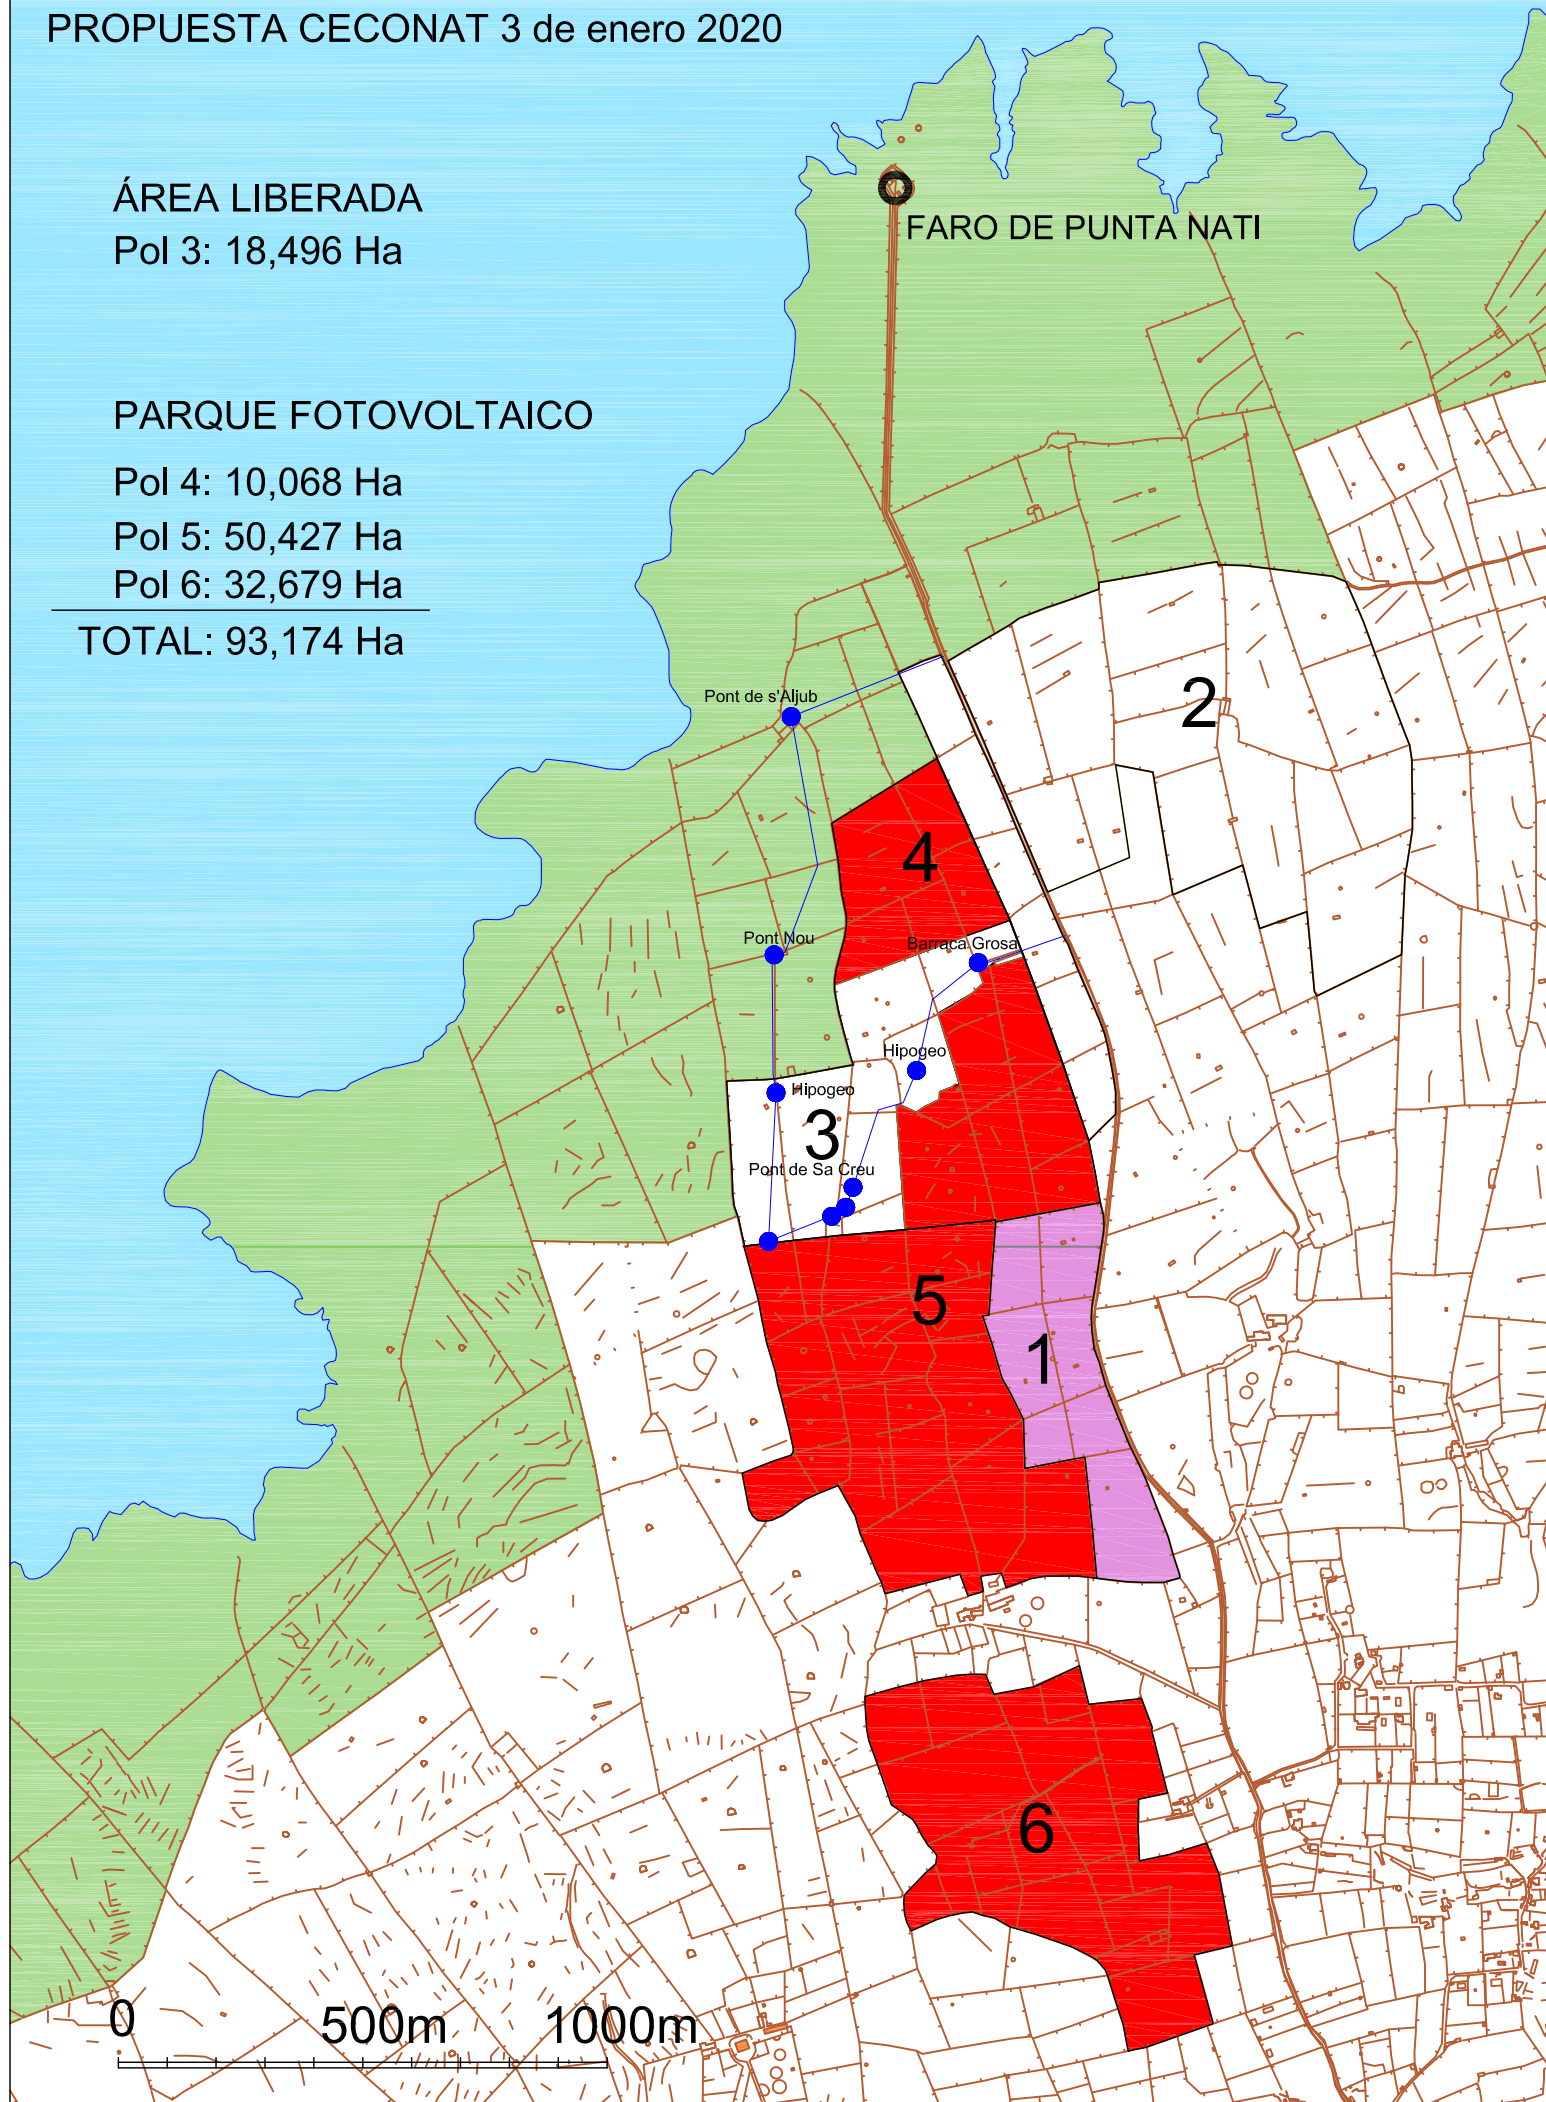 PROPUESTA CECONAT 3 de enero 2020
ÁREA LIBERADA
Pol 3: 18,496 Ha
FARO DE PUNTA NATI
PARQUE FOTOVOLTAICO
Pol 4: 10,068 Ha
Pol 5: 50,427 Ha
Pol 6: 32,679 Ha
TOTAL: 93,174 Ha
2
Pont de s'Aljub
4
Pont Nou
Barraca Grosa
Hipogeo
Hipogeo
3
Pont de Sa Creu
5
1
6
0 500m 1000m